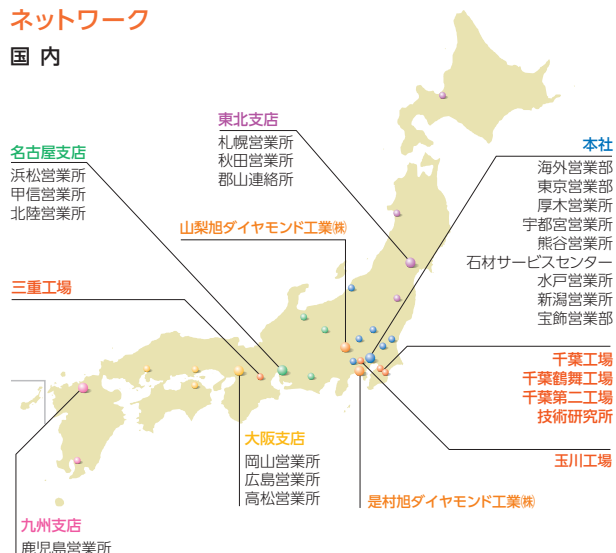 ネットワーク
国 内
東北支店
札幌営業所
秋田営業所
郡山連絡所
名古屋支店
浜松営業所
甲信営業所
北陸営業所
本社
海外営業部
東京営業部
厚木営業所
宇都宮営業所
熊谷営業所
石材サービスセンター
水戸営業所
新潟営業所
宝飾営業部
山梨旭ダイヤモンド工業㈱
三重工場
千葉工場
千葉鶴舞工場
千葉第二工場
技術研究所
玉川工場
大阪支店
岡山営業所
広島営業所
高松営業所
是村旭ダイヤモンド工業㈱
九州支店
鹿児島営業所